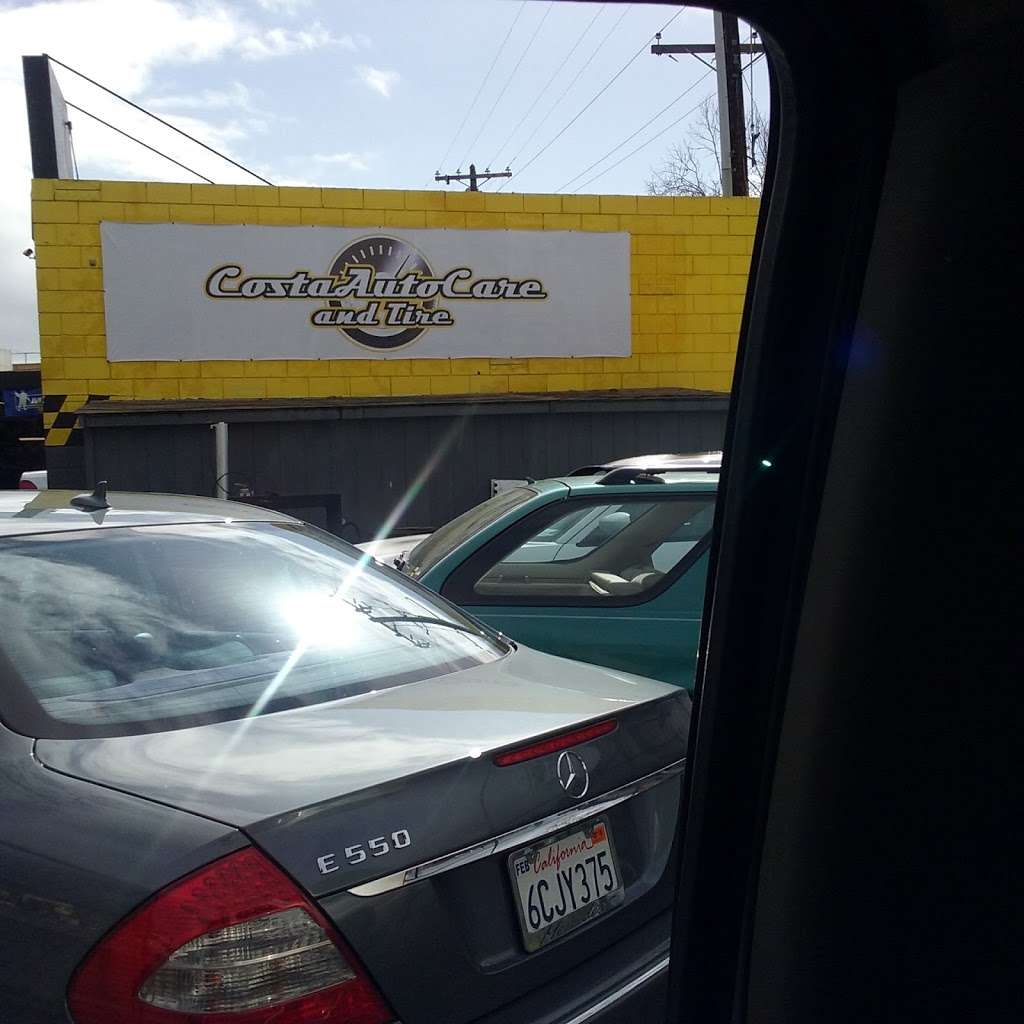 CostaAutoCare
and Tire
E550
FEB California
6CJY375